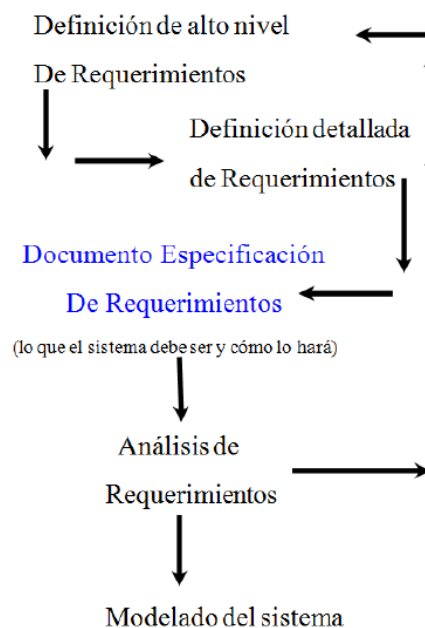 Definición de alto nivel
De Requerimientos
Definición detallada
de Requerimientos
Documento Especificación
De Requerimientos
(lo que el sistema debe ser y cómo lo hará)
Análisis de
Requerimientos
Modelado del sistema